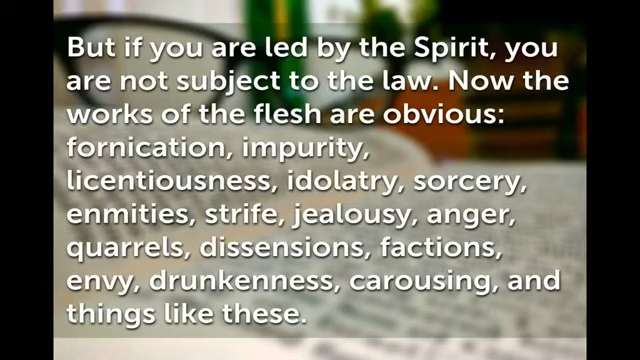 But if you are led by the Spirit, you
are not subject to the law. Now the
works of the flesh are obvious:
fornication, impurity,
licentiousness, idolatry, sorcery,
enmities, strife, jealousy, anger,
quarrels, dissensions, factions,
envy, drunkenness, carousing, and
things like these.